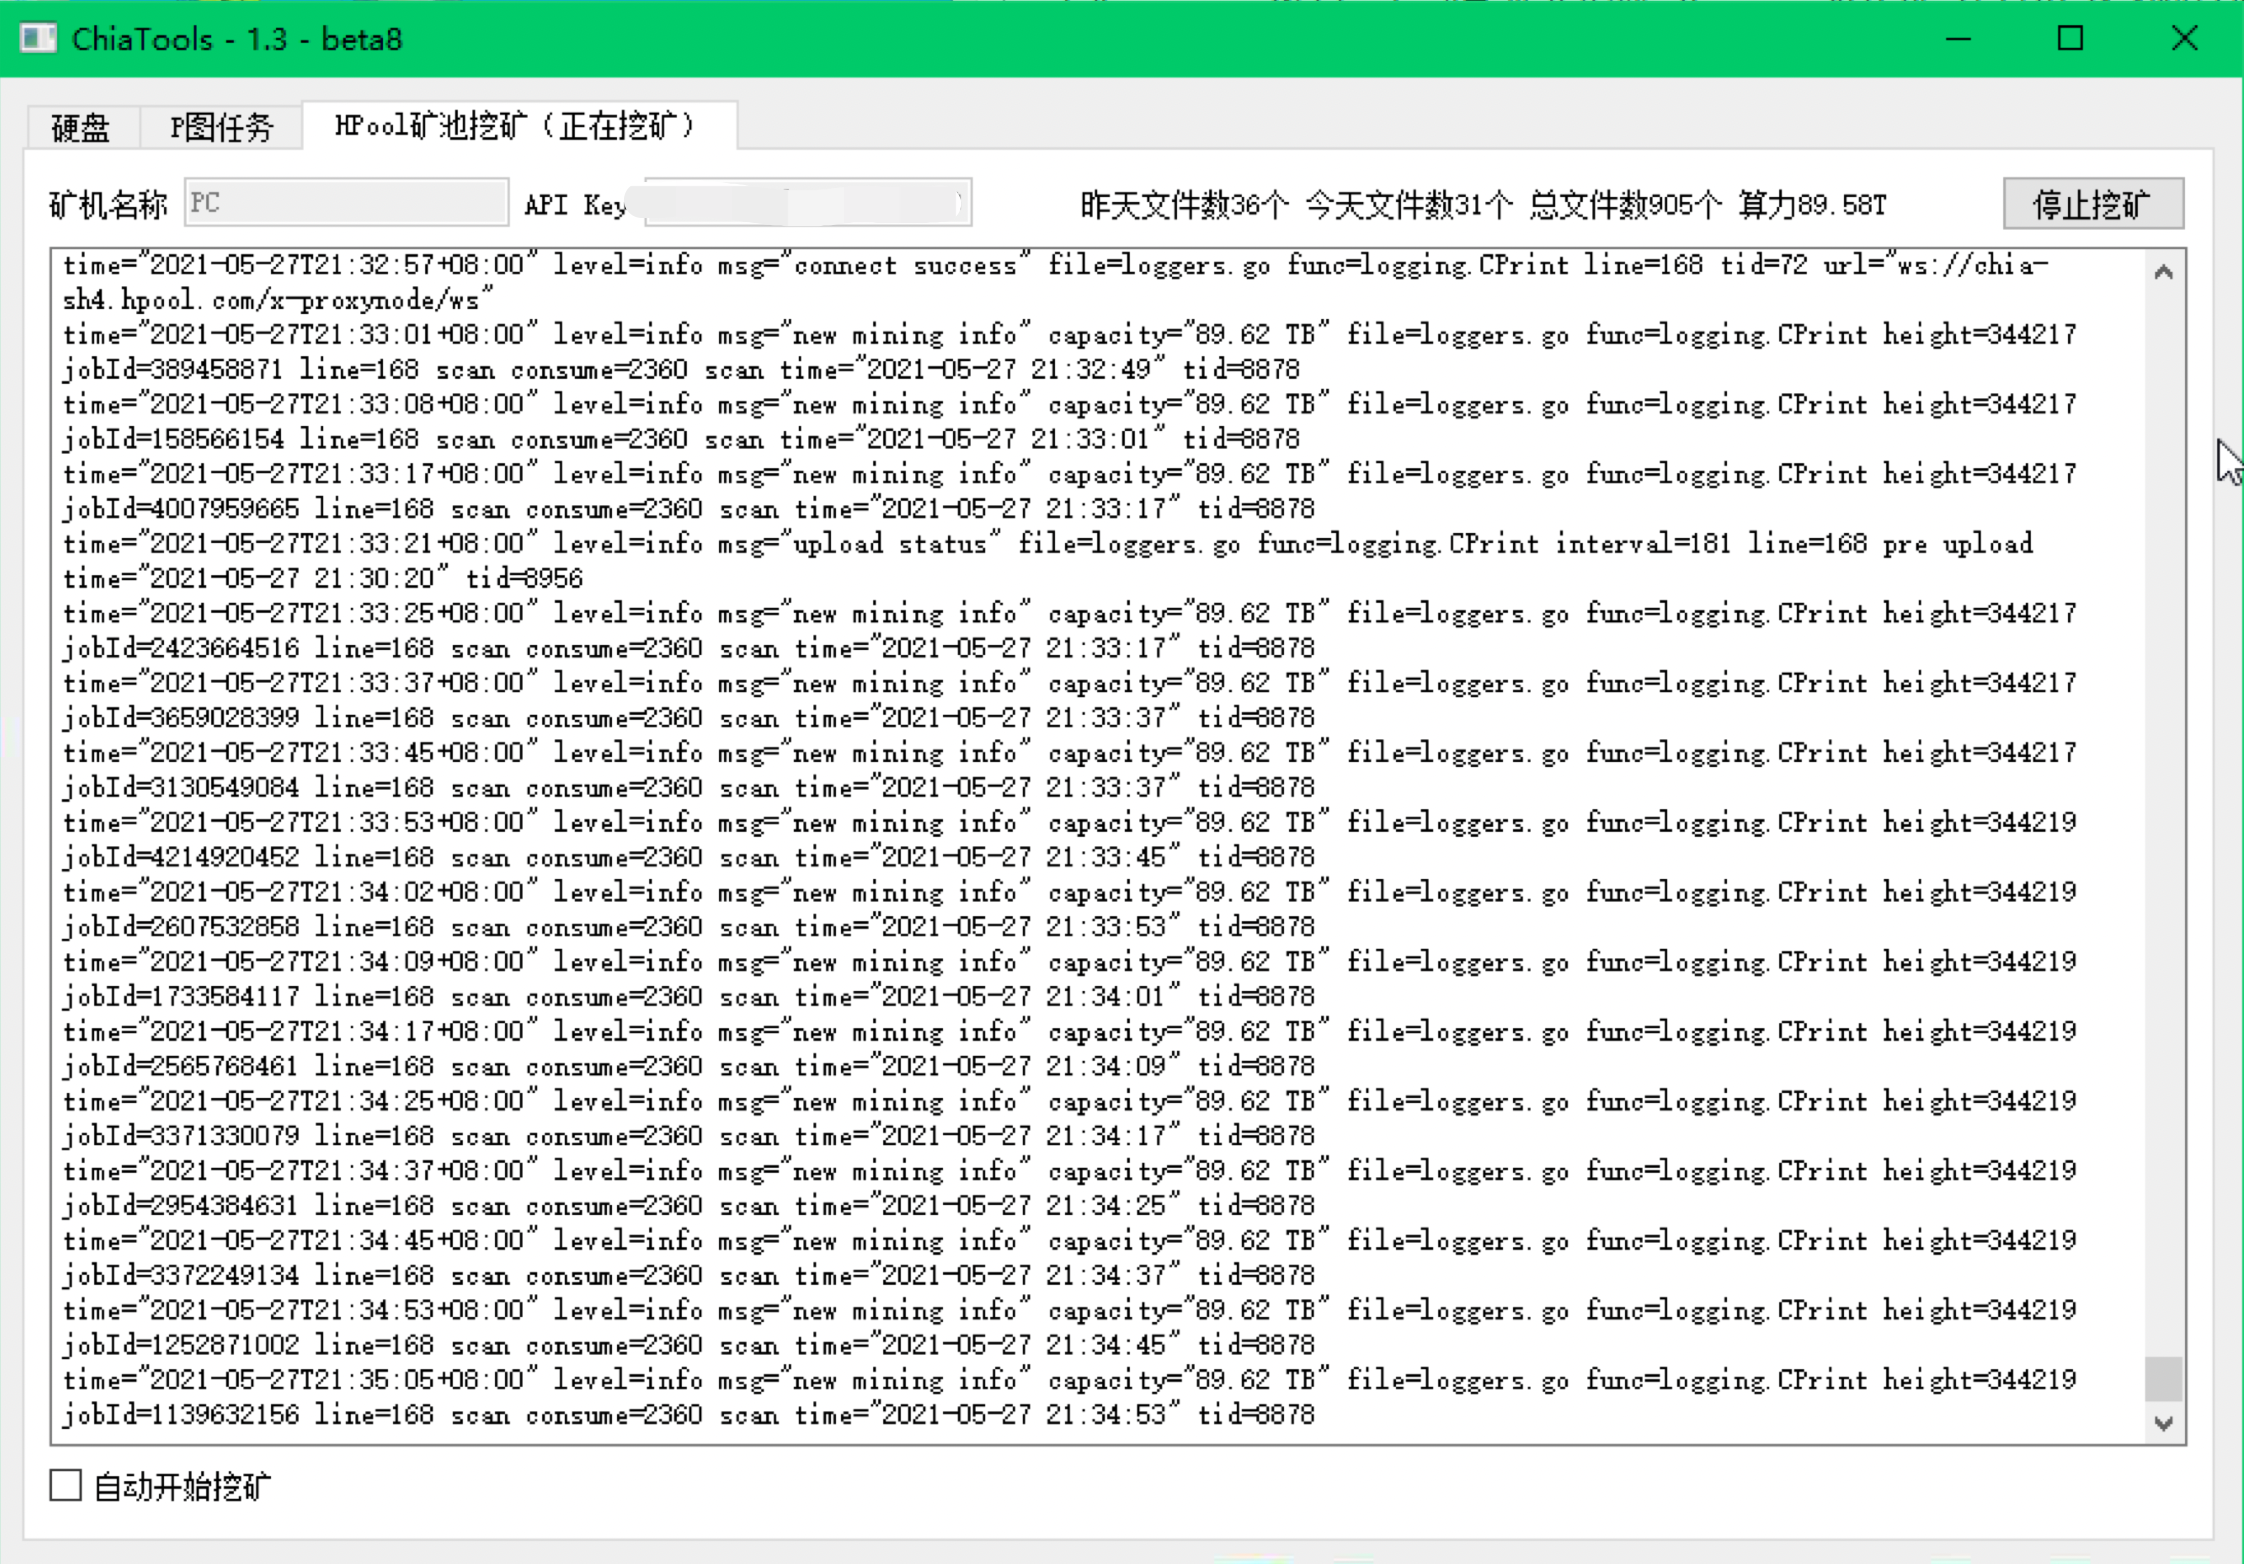 ChiaTools - 1.3 - beta8
硬盘 P图任务 HPool矿池挖矿（正在挖矿）
矿机名称 PC API Key 昨天文件数36个 今天文件数31个 总文件数905个 算力89.58T 停止挖矿
time="2021-05-27T21:32:57+08:00" level=info msg="connect success" file=loggers.go func=logging.CPrint line=168 tid=72 url="ws://chia-
sh4.hpool.com/x-proxynode/ws"
time="2021-05-27T21:33:01+08:00" level=info msg="new mining info" capacity="89.62 TB" file=loggers.go func=logging.CPrint height=344217
jobId=389458871 line=168 scan consume=2360 scan time="2021-05-27 21:32:49" tid=8878
time="2021-05-27T21:33:08+08:00" level=info msg="new mining info" capacity="89.62 TB" file=loggers.go func=logging.CPrint height=344217
jobId=158566154 line=168 scan consume=2360 scan time="2021-05-27 21:33:01" tid=8878
time="2021-05-27T21:33:17+08:00" level=info msg="new mining info" capacity="89.62 TB" file=loggers.go func=logging.CPrint height=344217
jobId=4007959665 line=168 scan consume=2360 scan time="2021-05-27 21:33:17" tid=8878
time="2021-05-27T21:33:21+08:00" level=info msg="upload status" file=loggers.go func=logging.CPrint interval=181 line=168 pre upload
time="2021-05-27 21:30:20" tid=8956
time="2021-05-27T21:33:25+08:00" level=info msg="new mining info" capacity="89.62 TB" file=loggers.go func=logging.CPrint height=344217
jobId=2423664516 line=168 scan consume=2360 scan time="2021-05-27 21:33:17" tid=8878
time="2021-05-27T21:33:37+08:00" level=info msg="new mining info" capacity="89.62 TB" file=loggers.go func=logging.CPrint height=344217
jobId=3659028399 line=168 scan consume=2360 scan time="2021-05-27 21:33:37" tid=8878
time="2021-05-27T21:33:45+08:00" level=info msg="new mining info" capacity="89.62 TB" file=loggers.go func=logging.CPrint height=344217
jobId=3130549084 line=168 scan consume=2360 scan time="2021-05-27 21:33:37" tid=8878
time="2021-05-27T21:33:53+08:00" level=info msg="new mining info" capacity="89.62 TB" file=loggers.go func=logging.CPrint height=344219
jobId=4214920452 line=168 scan consume=2360 scan time="2021-05-27 21:33:45" tid=8878
time="2021-05-27T21:34:02+08:00" level=info msg="new mining info" capacity="89.62 TB" file=loggers.go func=logging.CPrint height=344219
jobId=2607532858 line=168 scan consume=2360 scan time="2021-05-27 21:33:53" tid=8878
time="2021-05-27T21:34:09+08:00" level=info msg="new mining info" capacity="89.62 TB" file=loggers.go func=logging.CPrint height=344219
jobId=1733584117 line=168 scan consume=2360 scan time="2021-05-27 21:34:01" tid=8878
time="2021-05-27T21:34:17+08:00" level=info msg="new mining info" capacity="89.62 TB" file=loggers.go func=logging.CPrint height=344219
jobId=2565768461 line=168 scan consume=2360 scan time="2021-05-27 21:34:09" tid=8878
time="2021-05-27T21:34:25+08:00" level=info msg="new mining info" capacity="89.62 TB" file=loggers.go func=logging.CPrint height=344219
jobId=3371330079 line=168 scan consume=2360 scan time="2021-05-27 21:34:17" tid=8878
time="2021-05-27T21:34:37+08:00" level=info msg="new mining info" capacity="89.62 TB" file=loggers.go func=logging.CPrint height=344219
jobId=2954384631 line=168 scan consume=2360 scan time="2021-05-27 21:34:25" tid=8878
time="2021-05-27T21:34:45+08:00" level=info msg="new mining info" capacity="89.62 TB" file=loggers.go func=logging.CPrint height=344219
jobId=3372249134 line=168 scan consume=2360 scan time="2021-05-27 21:34:37" tid=8878
time="2021-05-27T21:34:53+08:00" level=info msg="new mining info" capacity="89.62 TB" file=loggers.go func=logging.CPrint height=344219
jobId=1252871002 line=168 scan consume=2360 scan time="2021-05-27 21:34:45" tid=8878
time="2021-05-27T21:35:05+08:00" level=info msg="new mining info" capacity="89.62 TB" file=loggers.go func=logging.CPrint height=344219
jobId=1139632156 line=168 scan consume=2360 scan time="2021-05-27 21:34:53" tid=8878
自动开始挖矿